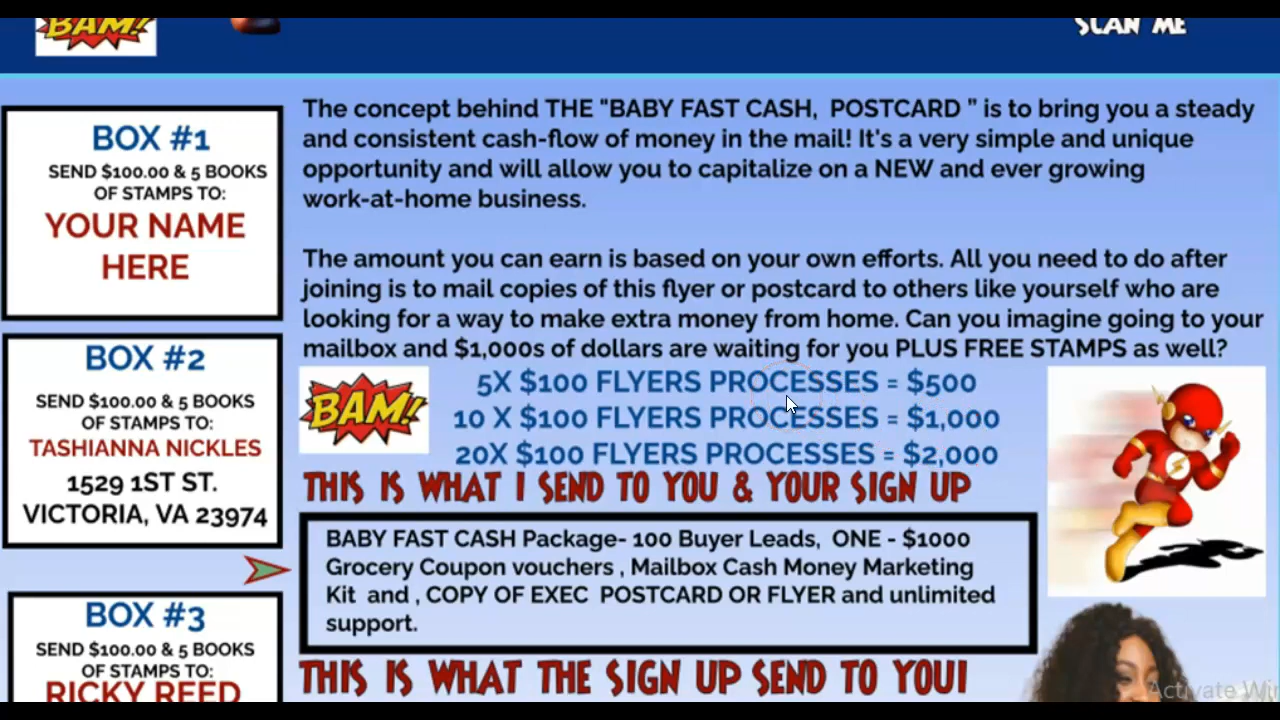 BAM!
SCAN ME
BOX #1
SEND $100.00 & 5 BOOKS
OF STAMPS TO:
YOUR NAME
HERE
BOX #2
SEND $100.00 & 5 BOOKS
OF STAMPS TO:
TASHIANNA NICKLES
1529 1ST ST.
VICTORIA, VA 23974
BOX #3
SEND $100.00 & 5 BOOKS
OF STAMPS TO:
RICKY REED
The concept behind THE "BABY FAST CASH, POSTCARD ” is to bring you a steady
and consistent cash-flow of money in the mail! It's a very simple and unique
opportunity and will allow you to capitalize on a NEW and ever growing
work-at-home business.
The amount you can earn is based on your own efforts. All you need to do after
joining is to mail copies of this flyer or postcard to others like yourself who are
looking for a way to make extra money from home. Can you imagine going to your
mailbox and $1,000s of dollars are waiting for you PLUS FREE STAMPS as well?
BAM!
5X $100 FLYERS PROCESSES = $500
10 X $100 FLYERS PROCESSES = $1,000
20X $100 FLYERS PROCESSES = $2,000
THIS IS WHAT I SEND TO YOU & YOUR SIGN UP
BABY FAST CASH Package- 100 Buyer Leads, ONE - $1000
Grocery Coupon vouchers , Mailbox Cash Money Marketing
Kit and , COPY OF EXEC POSTCARD OR FLYER and unlimited
support.
THIS IS WHAT THE SIGN UP SEND TO YOU!
Activate Win